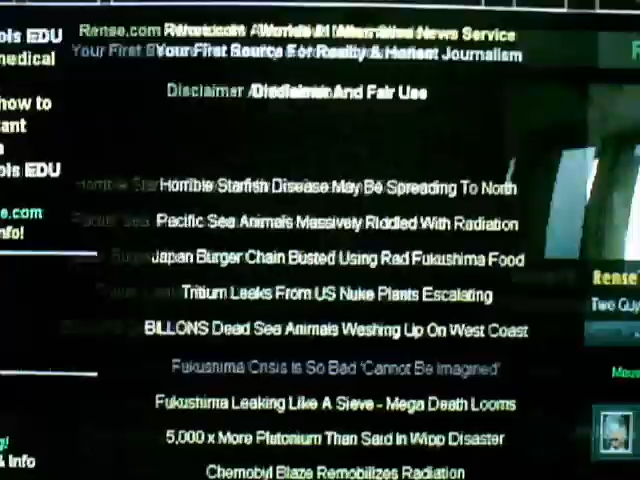 ols EDU
medical
how to
ant
ols EDU
e.com
nfo!
g!
& Info
Rense.com
News Service
Your First Source For Reality & Honest Journalism
Disclaimer And Fair Use
Horrible Starfish Disease May Be Spreading To North
Pacific Sea Animals Massively Riddled With Radiation
Japan Burger Chain Busted Using Rad Fukushima Food
Tritium Leaks From US Nuke Plants Escalating
BILLONS Dead Sea Animals Washing Up On West Coast
Fukushima Crisis Is So Bad 'Cannot Be Imagined'
Fukushima Leaking Like A Sieve - Mega Death Looms
5,000 x More Plutonium Than Said In Wipp Disaster
Chernobyl Blaze Remobilizes Radiation
Rense'
Two Guy